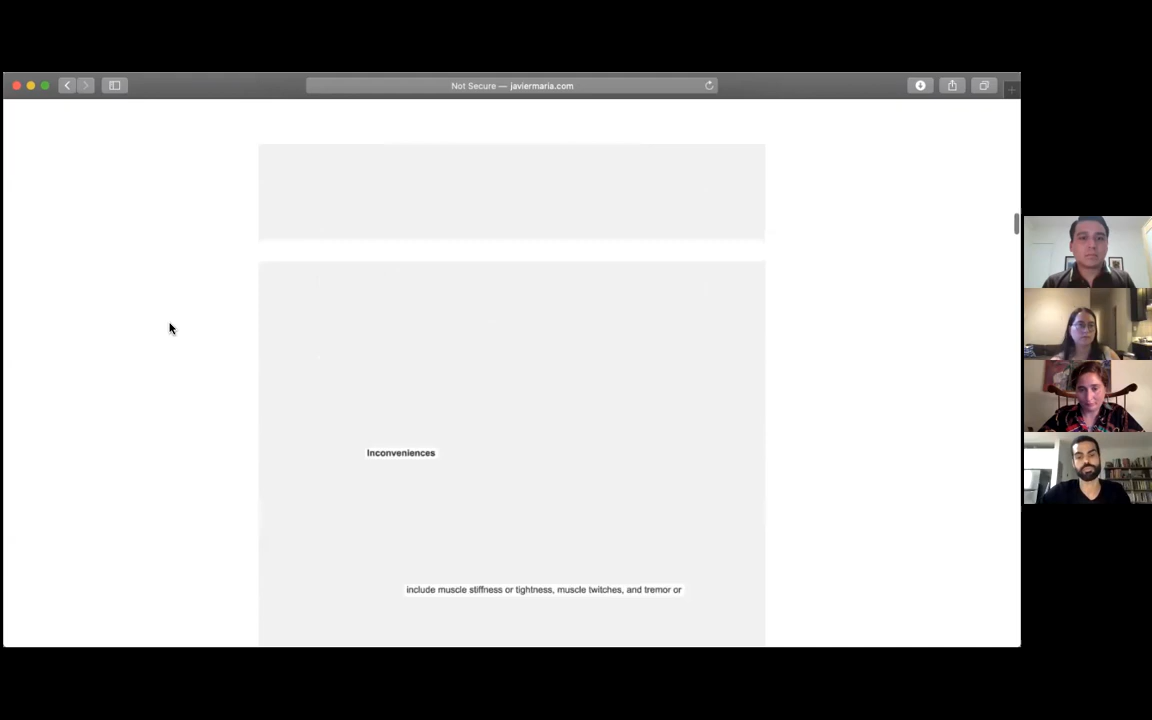 Not Secure — javiermaria.com
Inconveniences
include muscle stiffness or tightness, muscle twitches, and tremor or